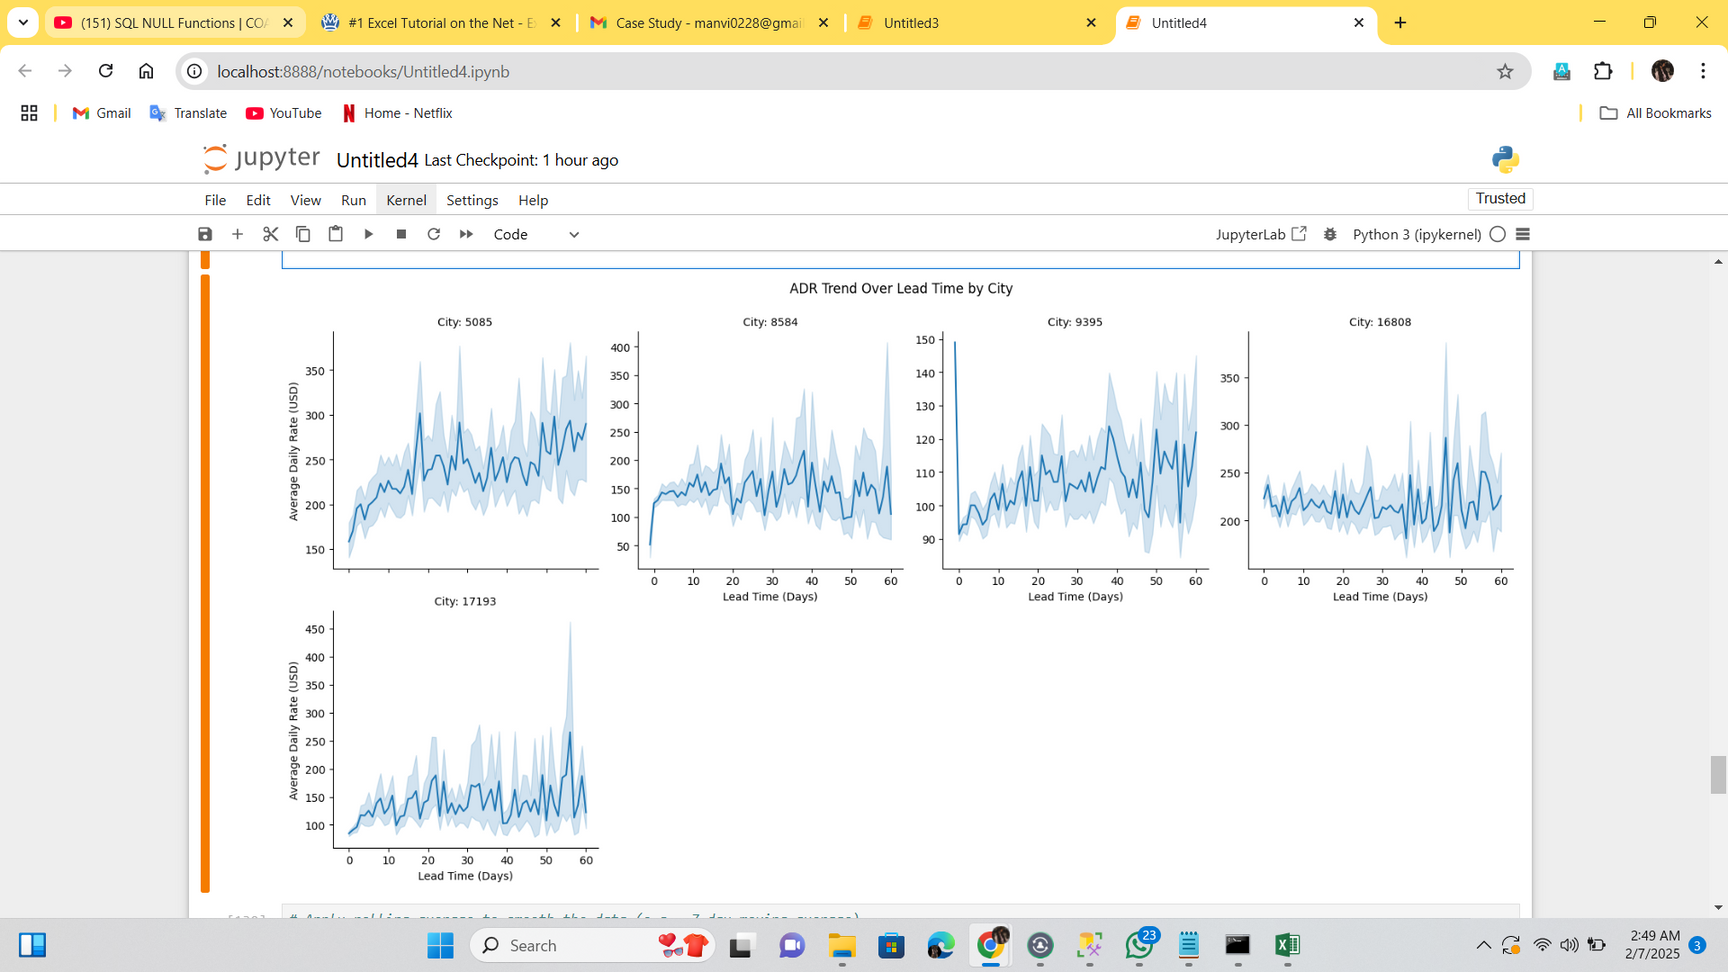 (151) SQL NULL Functions | COA
#1 Excel Tutorial on the Net - E
Case Study - manvi0228@gmai
Untitled3
Untitled4
localhost:8888/notebooks/Untitled4.ipynb
Gmail
Translate
YouTube
Home - Netflix
All Bookmarks
jupyter Untitled4 Last Checkpoint: 1 hour ago
File Edit View Run Kernel Settings Help
Trusted
Code
JupyterLab
Python 3 (ipykernel)
ADR Trend Over Lead Time by City
City: 5085
City: 8584
City: 9395
City: 16808
Average Daily Rate (USD)
350
300
250
200
150
400
350
300
250
200
150
100
50
0 10 20 30 40 50 60
Lead Time (Days)
150
140
130
120
110
100
90
0 10 20 30 40 50 60
Lead Time (Days)
350
300
250
200
0 10 20 30 40 50 60
Lead Time (Days)
City: 17193
Average Daily Rate (USD)
450
400
350
300
250
200
150
100
0 10 20 30 40 50 60
Lead Time (Days)
Search
23
2:49 AM
2/7/2025
3